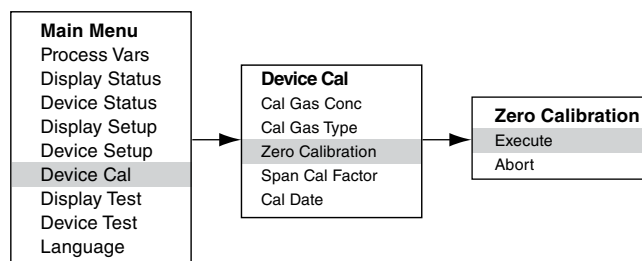 Main Menu
Process Vars
Display Status
Device Status
Display Setup
Device Setup
Device Cal
Display Test
Device Test
Language
Device Cal
Cal Gas Conc
Cal Gas Type
Zero Calibration
Span Cal Factor
Cal Date
Zero Calibration
Execute
Abort